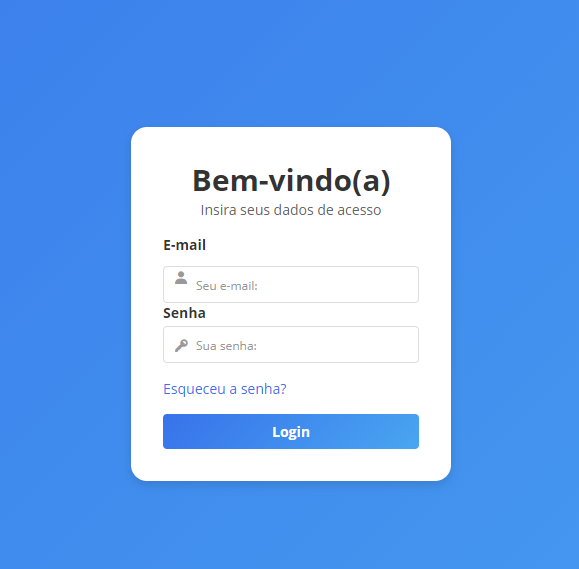 Bem-vindo(a)
Insira seus dados de acesso
E-mail
Seu e-mail:
Senha
Sua senha:
Esqueceu a senha?
Login